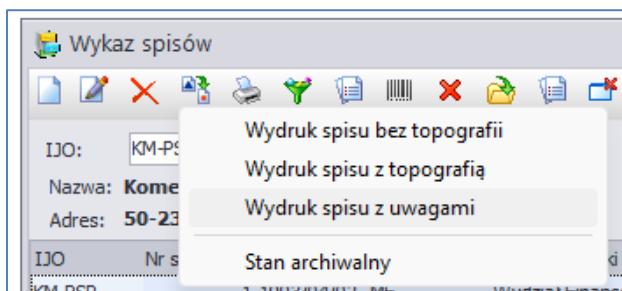 Wykaz spisów
Wydruk spisu bez topografii
IJO: KM-PS
Wydruk spisu z topografią
Nazwa: Kome
Wydruk spisu z uwagami
Adres: 50-23
Stan archiwalny
IJO Nr s